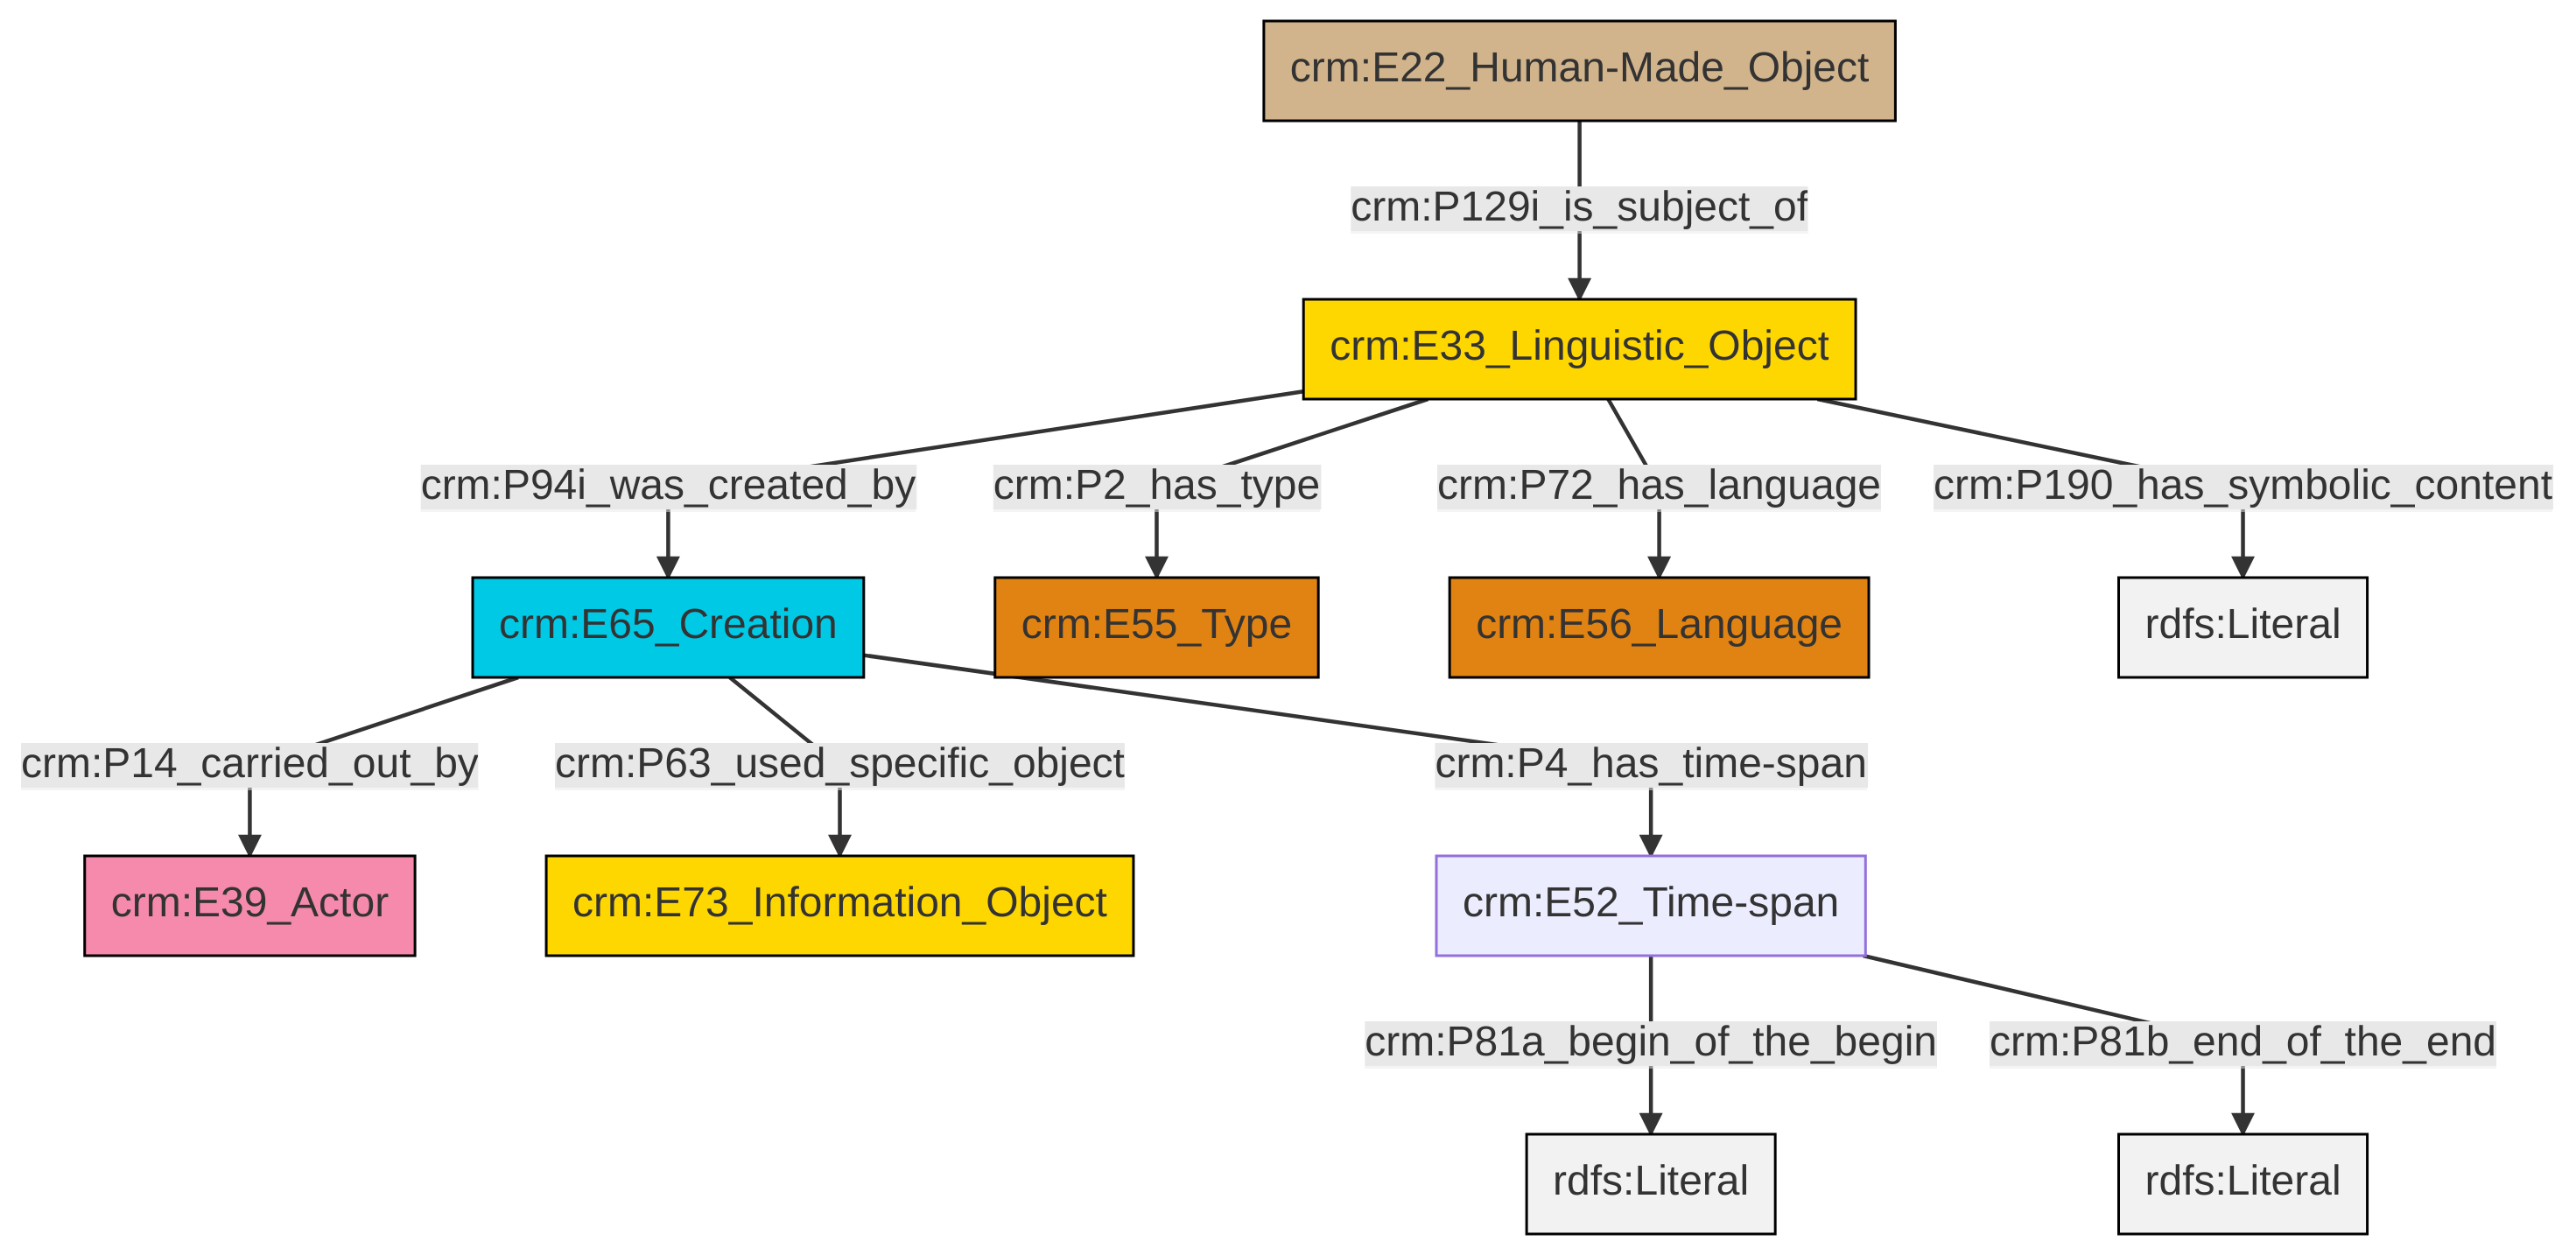 crm:E22_Human-Made_Object
crm:P129i_is_subject_of
crm:E33_Linguistic_Object
crm:P94i_was_created_by
crm:P2_has_type
crm:P72_has_language
crm:P190_has_symbolic_content
crm:E65_Creation
crm:E55_Type
crm:E56_Language
rdfs:Literal
crm:P14_carried_out_by
crm:P63_used_specific_object
crm:P4_has_time-span
crm:E39_Actor
crm:E73_Information_Object
crm:E52_Time-span
crm:P81a_begin_of_the_begin
crm:P81b_end_of_the_end
rdfs:Literal
rdfs:Literal